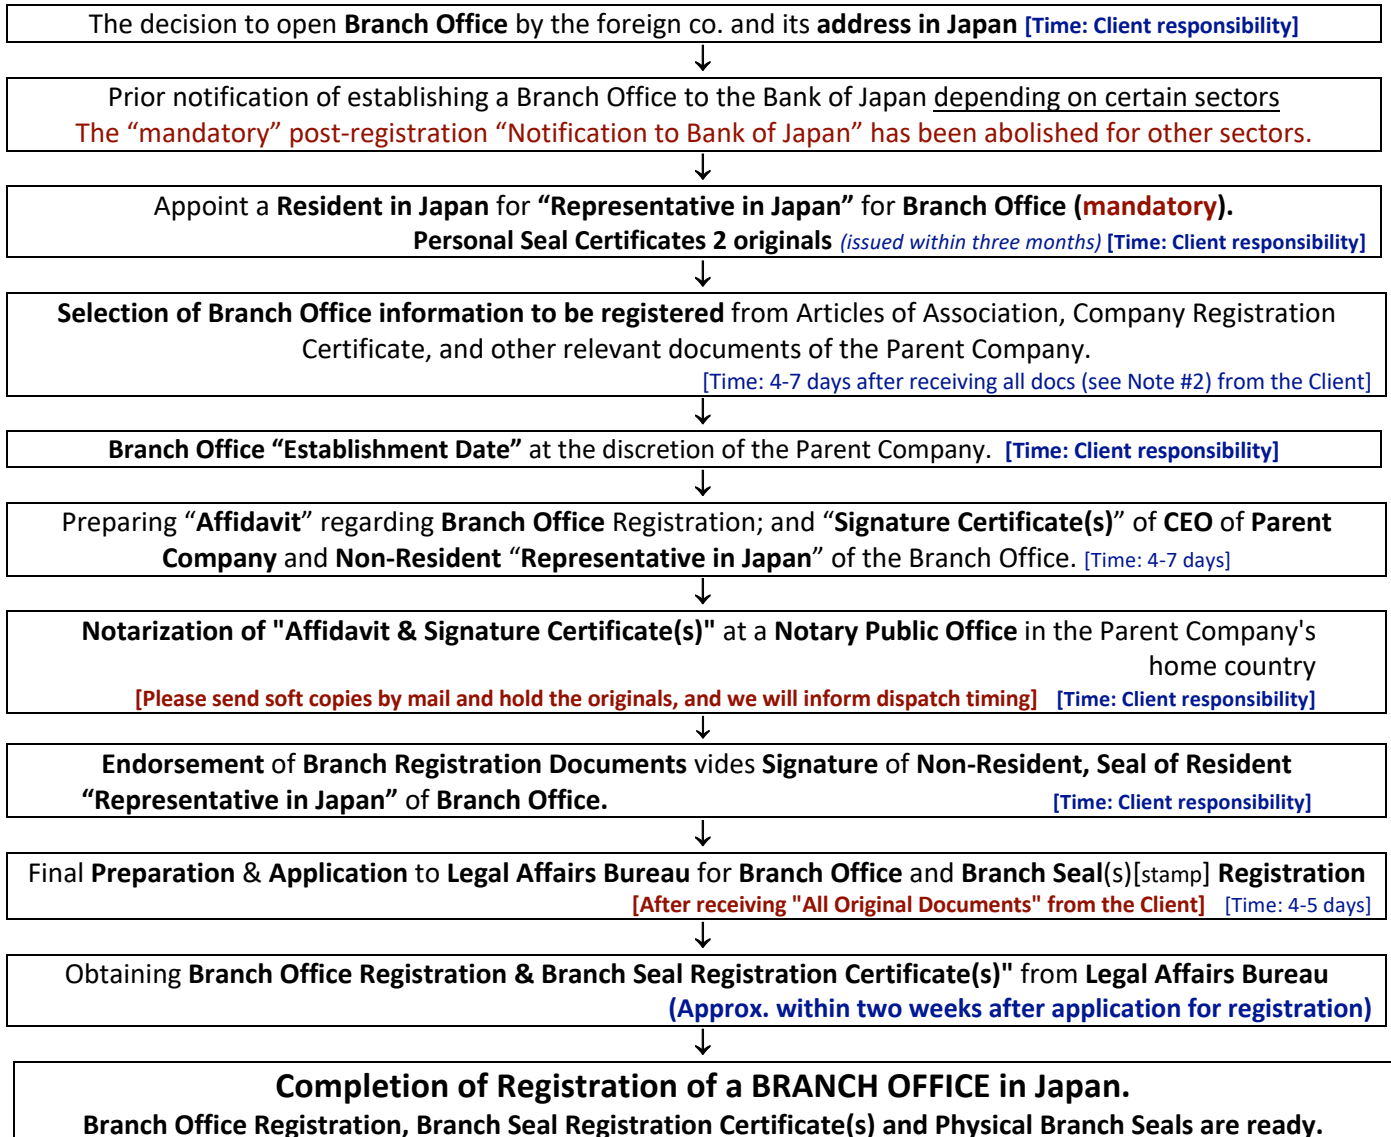 The decision to open Branch Office by the foreign co. and its address in Japan [Time: Client responsibility]
Prior notification of establishing a Branch Office to the Bank of Japan depending on certain sectors
The “mandatory” post-registration “Notification to Bank of Japan” has been abolished for other sectors.
Appoint a Resident in Japan for “Representative in Japan” for Branch Office (mandatory).
Personal Seal Certificates 2 originals (issued within three months) [Time: Client responsibility]
Selection of Branch Office information to be registered from Articles of Association, Company Registration
Certificate, and other relevant documents of the Parent Company.
[Time: 4-7 days after receiving all docs (see Note #2) from the Client]
Branch Office “Establishment Date” at the discretion of the Parent Company. [Time: Client responsibility]
Preparing “Affidavit” regarding Branch Office Registration; and “Signature Certificate(s)” of CEO of Parent
Company and Non-Resident “Representative in Japan” of the Branch Office. [Time: 4-7 days]
Notarization of "Affidavit & Signature Certificate(s)" at a Notary Public Office in the Parent Company's
home country
[Please send soft copies by mail and hold the originals, and we will inform dispatch timing] [Time: Client responsibility]
Endorsement of Branch Registration Documents vides Signature of Non-Resident, Seal of Resident
“Representative in Japan” of Branch Office. [Time: Client responsibility]
Final Preparation & Application to Legal Affairs Bureau for Branch Office and Branch Seal(s)[stamp] Registration
[After receiving "All Original Documents" from the Client] [Time: 4-5 days]
Obtaining Branch Office Registration & Branch Seal Registration Certificate(s)" from Legal Affairs Bureau
(Approx. within two weeks after application for registration)
Completion of Registration of a BRANCH OFFICE in Japan.
Branch Office Registration, Branch Seal Registration Certificate(s) and Physical Branch Seals are ready.